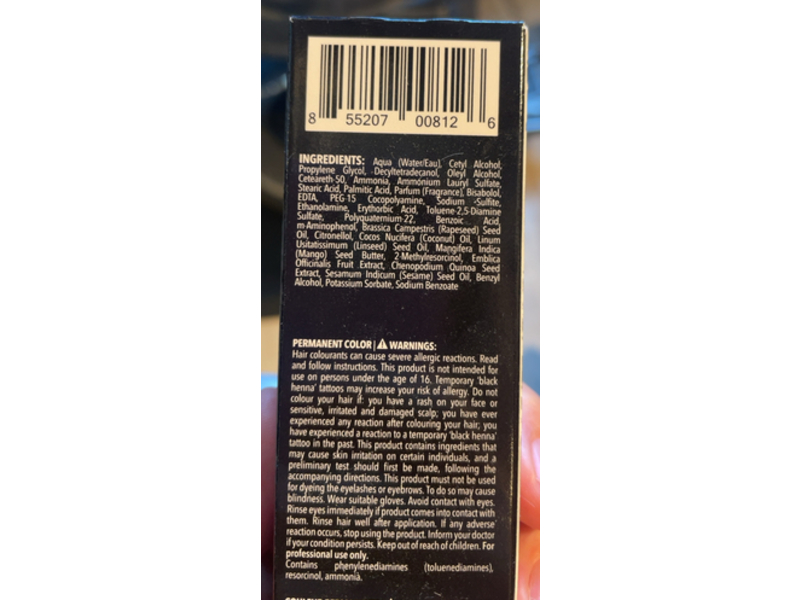 8 55207 00812 6
INGREDIENTS: Aqua (Water/Eau), Cetyl Alcohol,
Propylene Glycol, Decyltetradecanol, Oleyl Alcohol,
Ceteareth-50, Ammonia, Ammonium Lauryl Sulfate,
Stearic Acid, Palmitic Acid, Parfum (Fragrance), Bisabolol,
EDTA, PEG-15 Cocopolyamine, Sodium Sulfite,
Ethanolamine, Erythorbic Acid, Toluene-2,5-Diamine
Sulfate, Polyquaternium-22, Benzoic Acid,
m-Aminophenol, Brassica Campestris (Rapeseed) Seed
Oil, Citronellol, Cocos Nucifera (Coconut) Oil, Linum
Usitatissimum (Linseed) Seed Oil, Mangifera Indica
(Mango) Seed Butter, 2-Methylresorcinol, Emblica
Officinalis Fruit Extract, Chenopodium Quinoa Seed
Extract, Sesamum Indicum (Sesame) Seed Oil, Benzyl
Alcohol, Potassium Sorbate, Sodium Benzoate
PERMANENT COLOR | ⚠ WARNINGS:
Hair colourants can cause severe allergic reactions. Read
and follow instructions. This product is not intended for
use on persons under the age of 16. Temporary 'black
henna' tattoos may increase your risk of allergy. Do not
colour your hair if: you have a rash on your face or
sensitive, irritated and damaged scalp; you have ever
experienced any reaction after colouring your hair; you
have experienced a reaction to a temporary 'black henna'
tattoo in the past. This product contains ingredients that
may cause skin irritation on certain individuals, and a
preliminary test should first be made, following the
accompanying directions. This product must not be used
for dyeing the eyelashes or eyebrows. To do so may cause
blindness. Wear suitable gloves. Avoid contact with eyes.
Rinse eyes immediately if product comes into contact with
them. Rinse hair well after application. If any adverse
reaction occurs, stop using the product. Inform your doctor
if your condition persists. Keep out of reach of children. For
professional use only.
Contains phenylenediamines (toluenediamines),
resorcinol, ammonia.